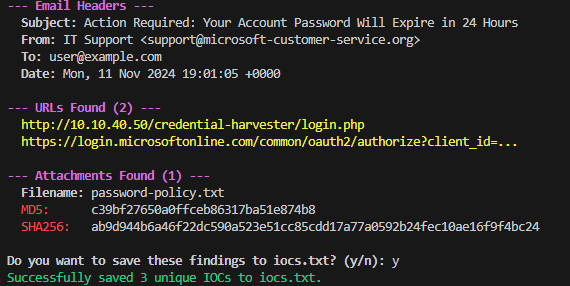 --- Email Headers ---
Subject: Action Required: Your Account Password Will Expire in 24 Hours
From: IT Support <support@microsoft-customer-service.org>
To: user@example.com
Date: Mon, 11 Nov 2024 19:01:05 +0000
--- URLs Found (2) ---
http://10.10.40.50/credential-harvester/login.php
https://login.microsoftonline.com/common/oauth2/authorize?client_id=...
--- Attachments Found (1) ---
Filename: password-policy.txt
MD5: c39bf27650a0ffceb86317ba51e874b8
SHA256: ab9d944b6a46f22dc590a523e51cc85cdd17a77a0592b24fec10ae16f9f4bc24
Do you want to save these findings to iocs.txt? (y/n): y
Successfully saved 3 unique IOCs to iocs.txt.